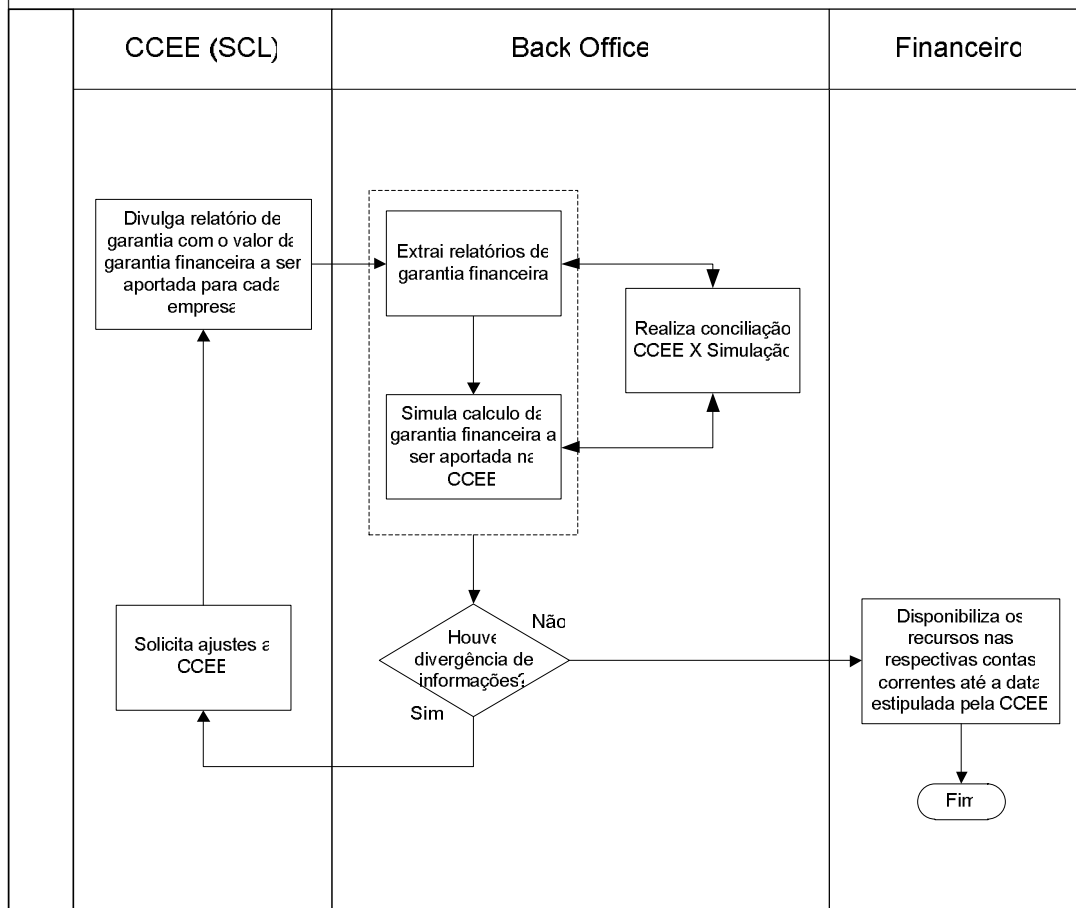 CCEE (SCL)
Back Office
Financeiro
Divulga relatório de
garantia com o valor da
garantia financeira a ser
aportada para cada
empresa
Extrai relatórios de
garantia financeira
Realiza conciliação
CCEE X Simulação
Simula calculo da
garantia financeira a
ser aportada na
CCEE
Solicita ajustes a
CCEE
Houve
divergência de
informações?
Não
Sim
Disponibiliza os
recursos nas
respectivas contas
correntes até a data
estipulada pela CCEE
Fim